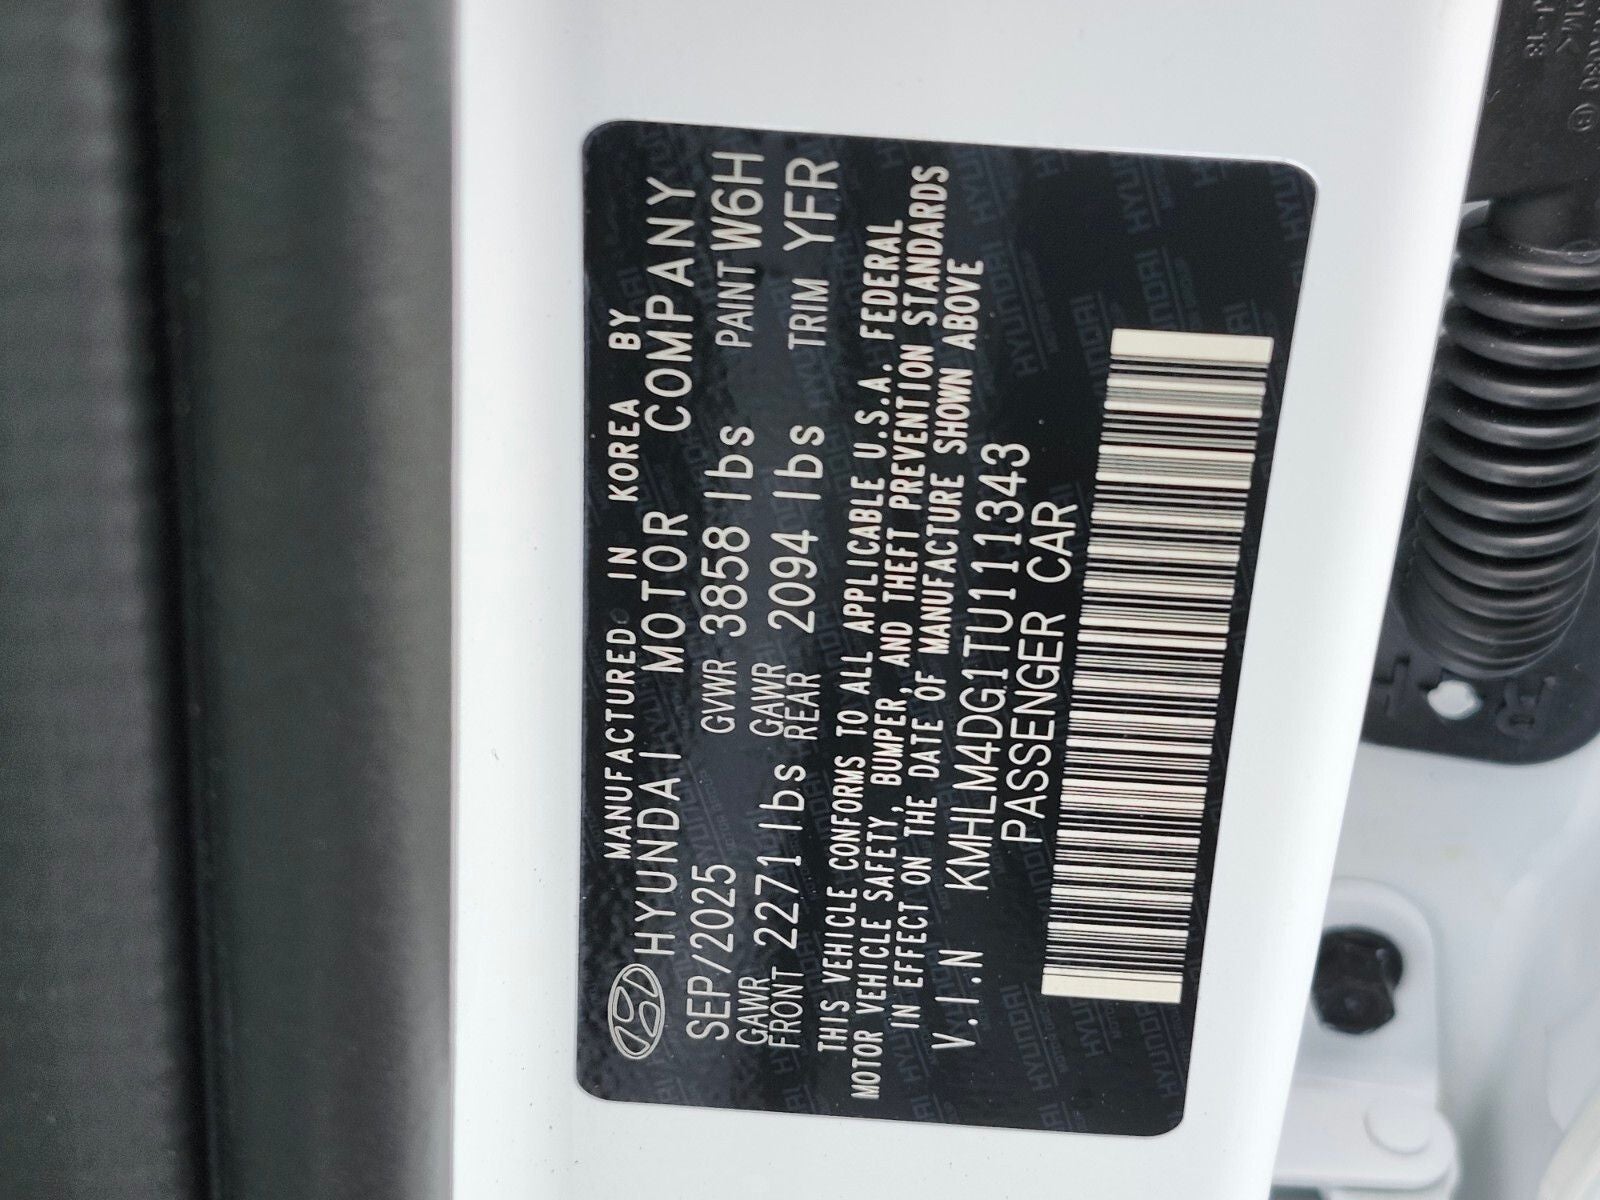 MANUFACTURED IN KOREA BY
HYUNDAI MOTOR COMPANY
SEP/2025 GVWR 3858 lbs PAINT W6H
GAWR FRONT 2271 lbs GAWR REAR 2094 lbs TRIM YFR
THIS VEHICLE CONFORMS TO ALL APPLICABLE U.S.A. FEDERAL
MOTOR VEHICLE SAFETY, BUMPER, AND THEFT PREVENTION STANDARDS
IN EFFECT ON THE DATE OF MANUFACTURE SHOWN ABOVE
V.I.N KMHLM4DG1TU111343
PASSENGER CAR